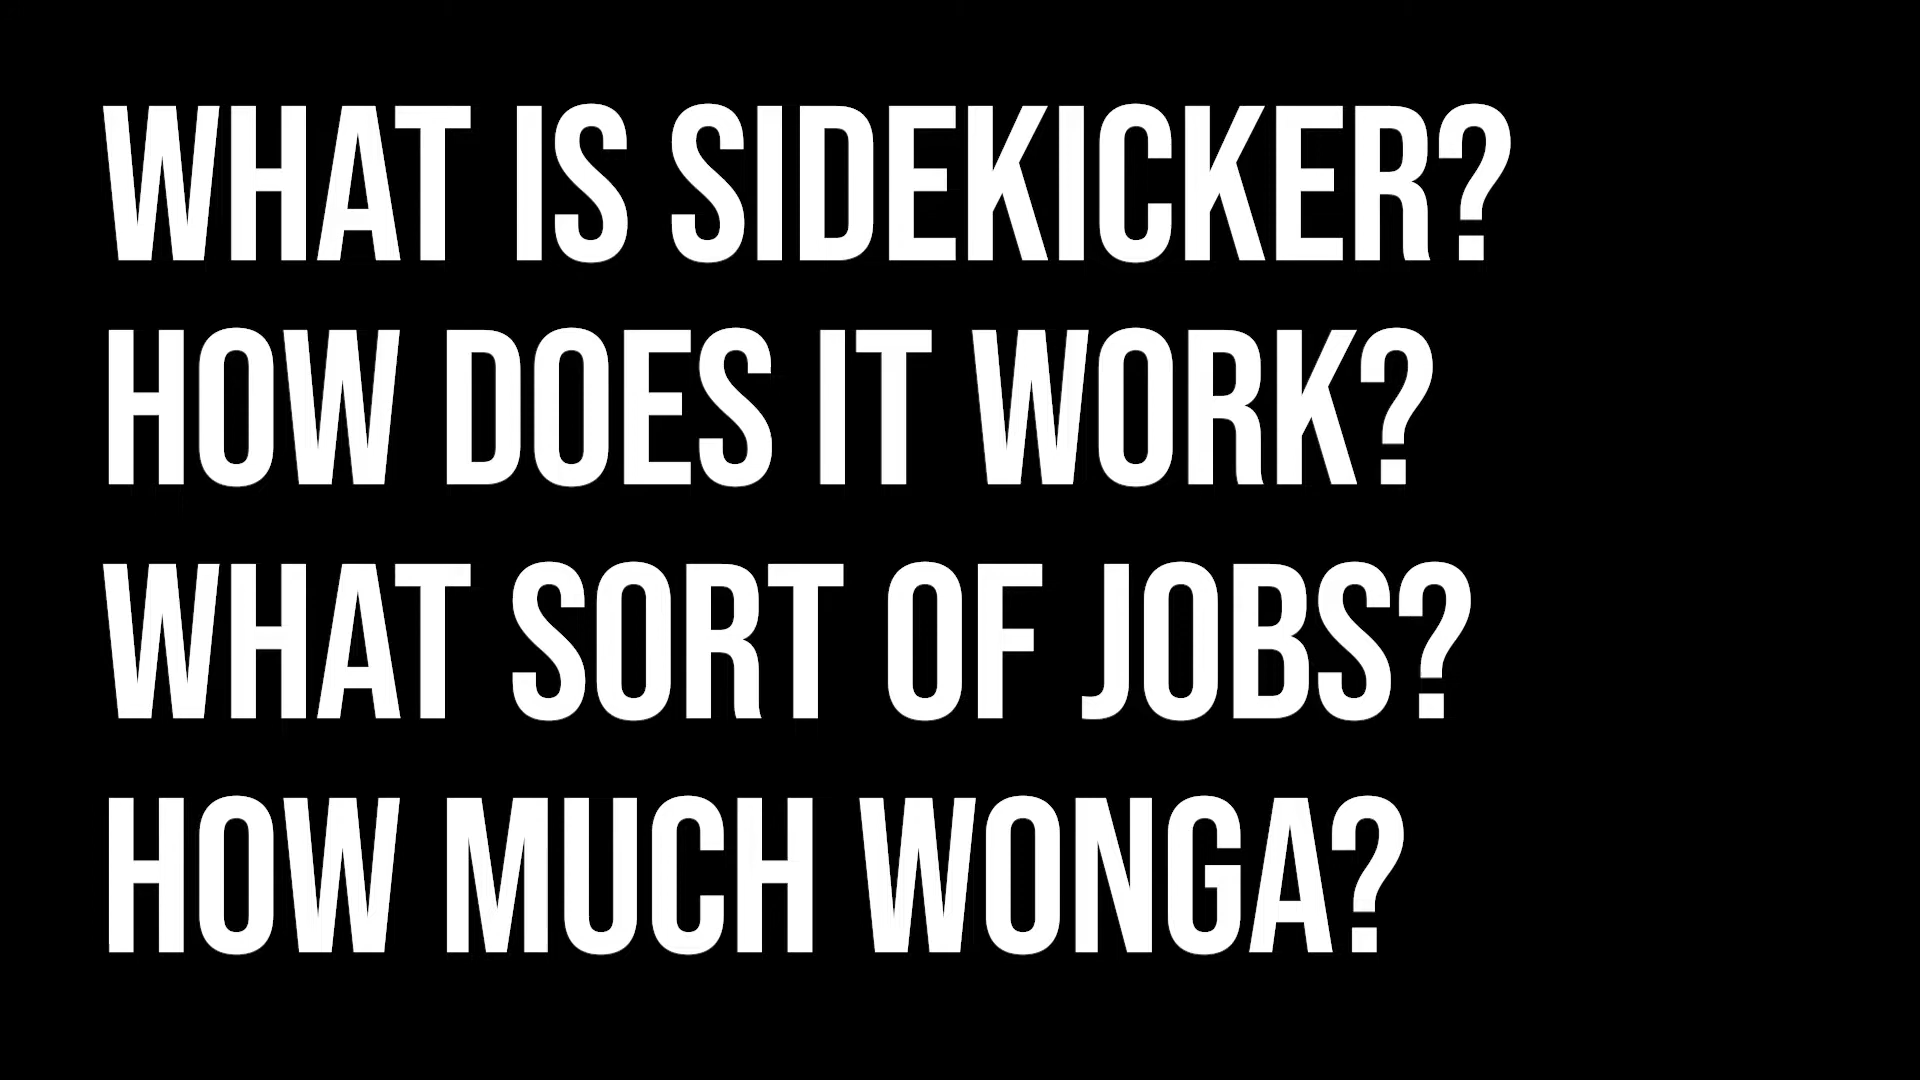 WHAT IS SIDEKICKER?
HOW DOES IT WORK?
WHAT SORT OF JOBS?
HOW MUCH WONGA?